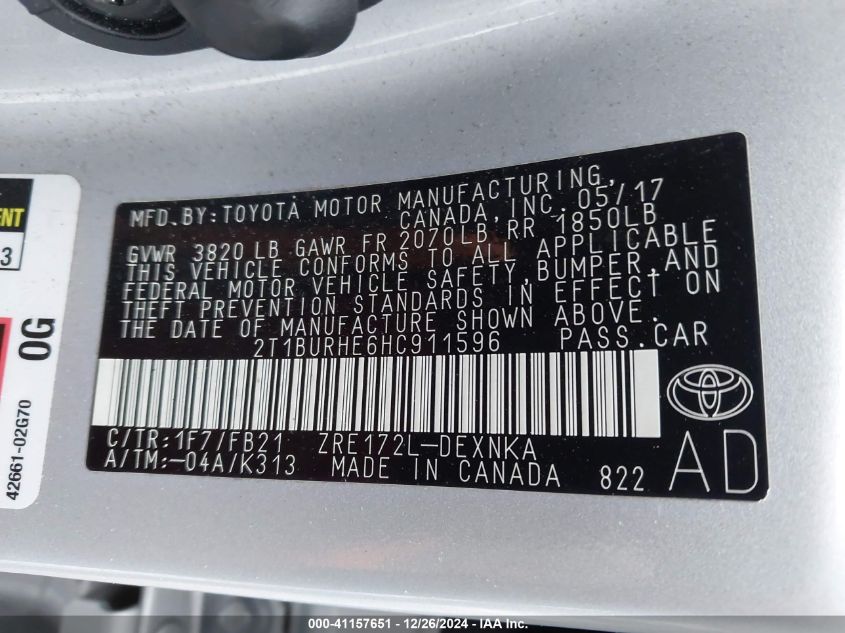 MFD. BY: TOYOTA MOTOR MANUFACTURING,
CANADA, INC. 05/17
GVWR 3820 LB GAWR FR 2070LB RR 1850LB
THIS VEHICLE CONFORMS TO ALL APPLICABLE
FEDERAL MOTOR VEHICLE SAFETY, BUMPER, AND
THEFT PREVENTION STANDARDS IN EFFECT ON
THE DATE OF MANUFACTURE SHOWN ABOVE.
2T1BURHE6HC911596 PASS. CAR
C/TR: 1F7/FB21 ZRE172L-DEXNKA
A/TM:-04A/K313 MADE IN CANADA 822
AD
3
0G
42661-02G70
000-41157651 - 12/26/2024 - IAA Inc.